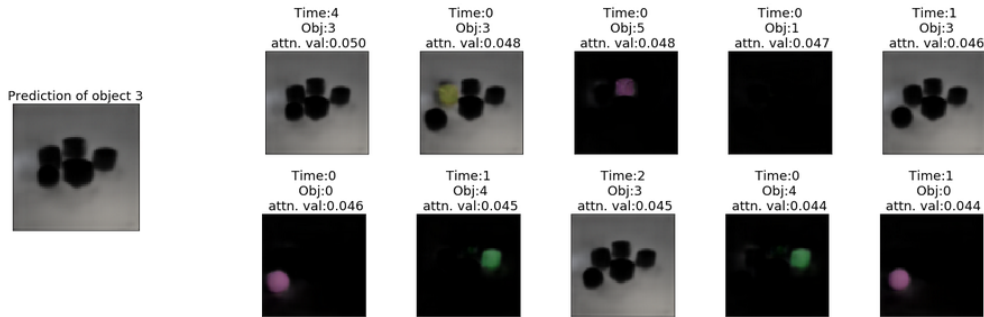 Prediction of object 3
Time:4
Obj:3
attn. val:0.050
Time:0
Obj:3
attn. val:0.048
Time:0
Obj:5
attn. val:0.048
Time:0
Obj:1
attn. val:0.047
Time:1
Obj:3
attn. val:0.046
Time:0
Obj:0
attn. val:0.046
Time:1
Obj:4
attn. val:0.045
Time:2
Obj:3
attn. val:0.045
Time:0
Obj:4
attn. val:0.044
Time:1
Obj:0
attn. val:0.044